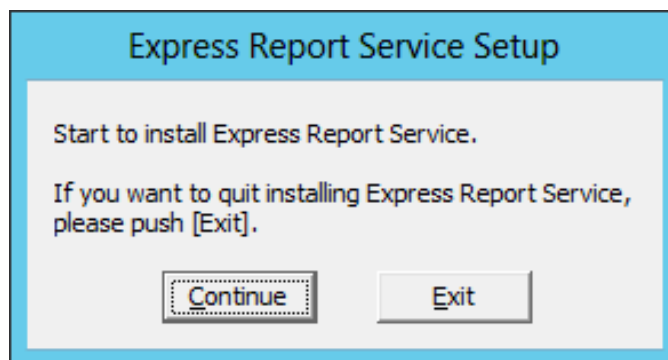 Express Report Service Setup
Start to install Express Report Service.
If you want to quit installing Express Report Service,
please push [Exit].
Continue
Exit